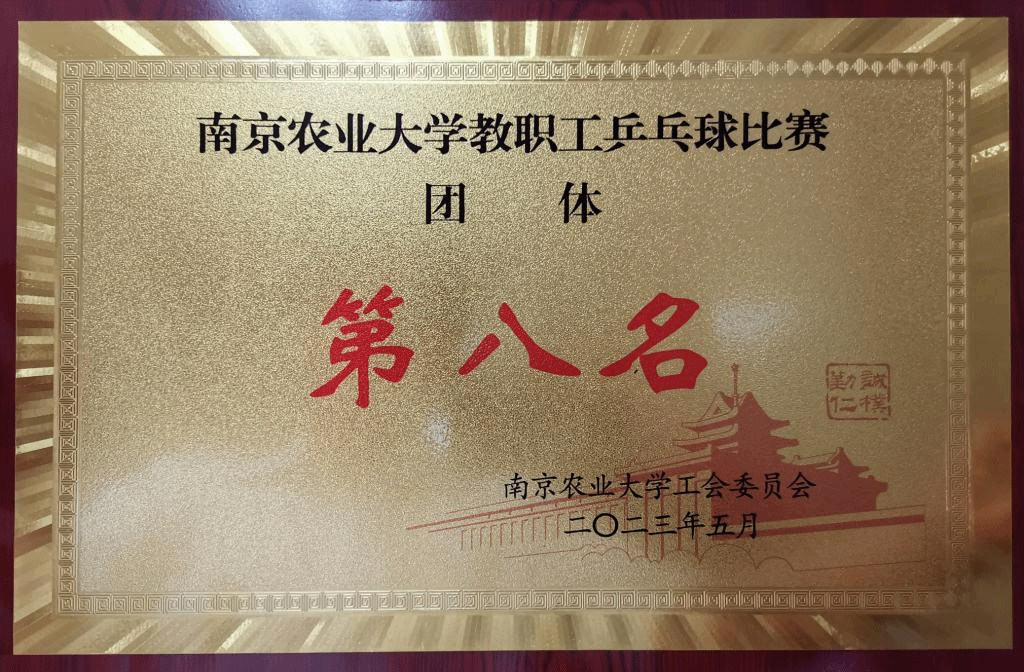 南京农业大学教职工乒乓球比赛
团 体
第八名
誠樸
勤仁
南京农业大学工会委员会
二〇二三年五月